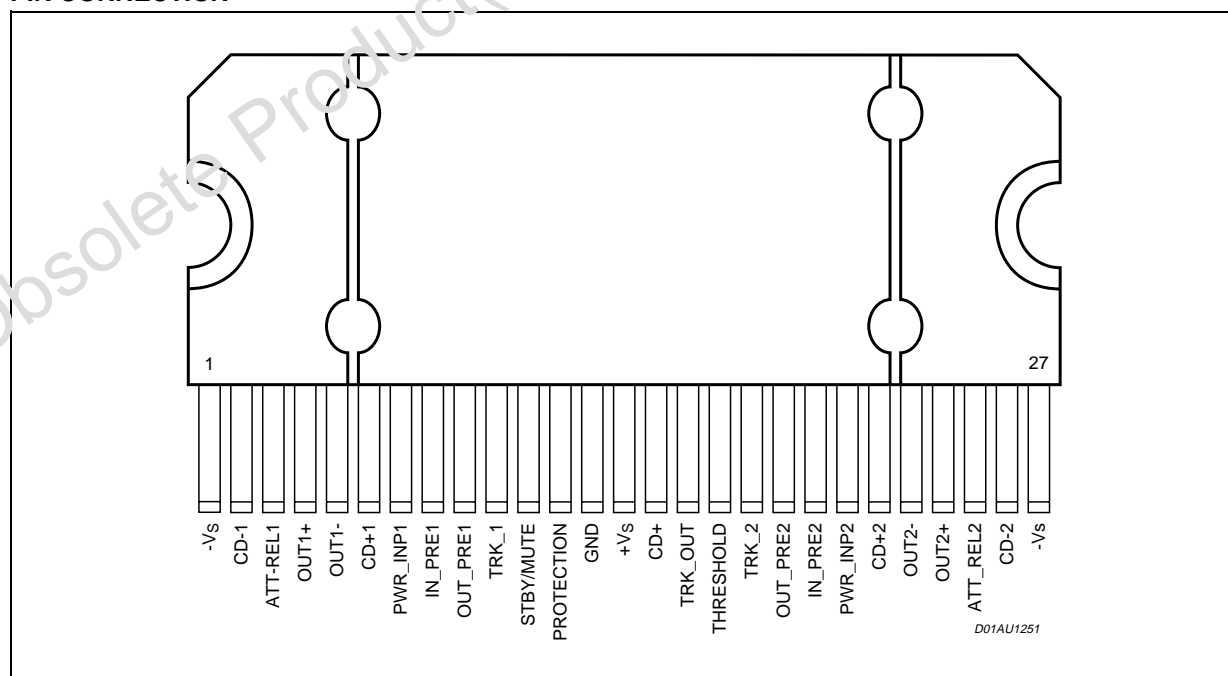 Obsolete Product(
1
27
-VS
CD-1
ATT-REL1
OUT1+
OUT1-
CD+1
PWR_INP1
IN_PRE1
OUT_PRE1
TRK_1
STBY/MUTE
PROTECTION
GND
+VS
CD+
TRK_OUT
THRESHOLD
TRK_2
OUT_PRE2
IN_PRE2
PWR_INP2
CD+2
OUT2-
OUT2+
ATT_REL2
CD-2
-VS
D01AU1251